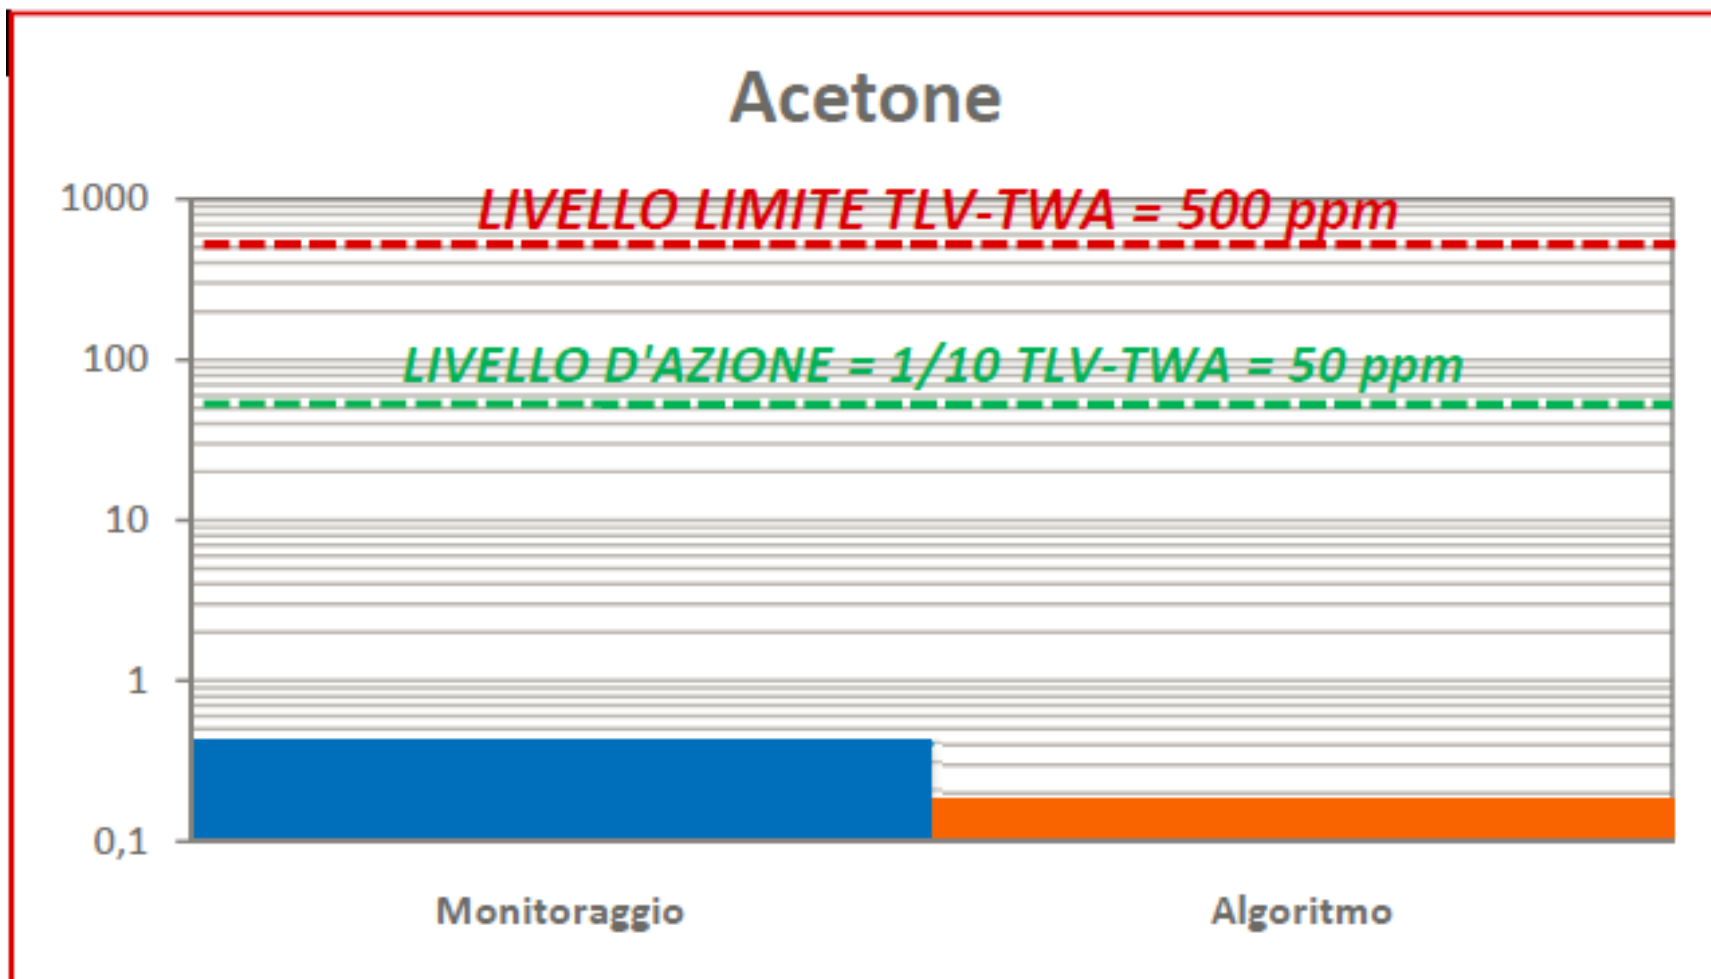 Acetone
1000
LIVELLO LIMITE TLV-TWA = 500 ppm
100
LIVELLO D'AZIONE = 1/10 TLV-TWA = 50 ppm
10
1
0,1
Monitoraggio
Algoritmo